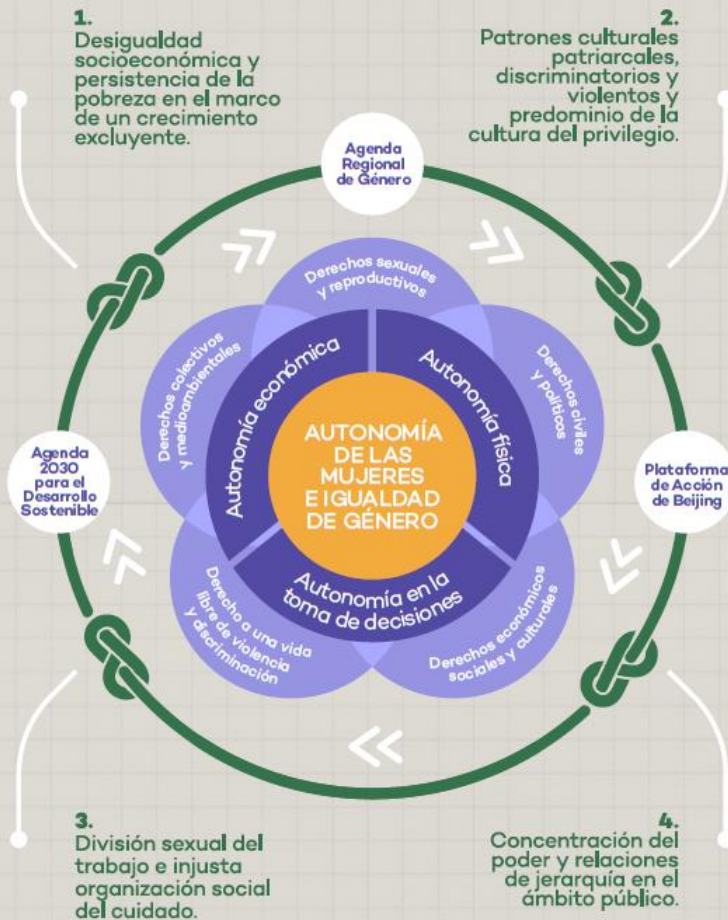 1.
Desigualdad
socioeconómica y
persistencia de la
pobreza en el marco
de un crecimiento
excluyente.
2.
Patrones culturales
patriarcales,
discriminatorios y
violentos y
predominio de la
cultura del privilegio.
Agenda
Regional
de Género
Derechos sexuales
y reproductivos
Derechos colectivos
y medioambientales
Autonomía económica
Autonomía física
Derechos civiles
y políticos
Agenda
2030
para el
Desarrollo
Sostenible
AUTONOMÍA
DE LAS
MUJERES
E IGUALDAD
DE GÉNERO
Plataforma
de Acción
de Beijing
Autonomía en la
toma de decisiones
Derecho a una vida
libre de violencia
y discriminación
Derechos económicos
sociales y culturales
3.
División sexual del
trabajo e injusta
organización social
del cuidado.
4.
Concentración del
poder y relaciones
de jerarquía en el
ámbito público.